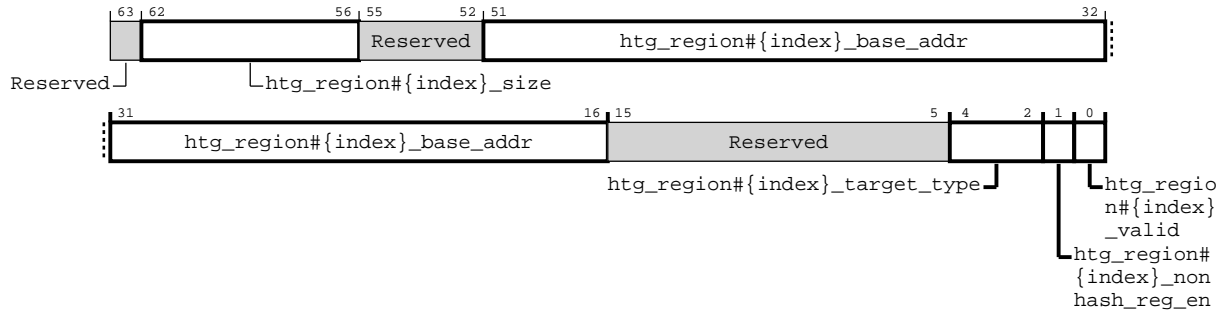 63 62 56 55 52 51 32
Reserved htg_region#{index}_base_addr
Reserved htg_region#{index}_size
31 16 15 5 4 2 1 0
htg_region#{index}_base_addr Reserved
htg_region#{index}_target_type htg_regio
n#{index}
_valid
htg_region#
{index}_non
hash_reg_en